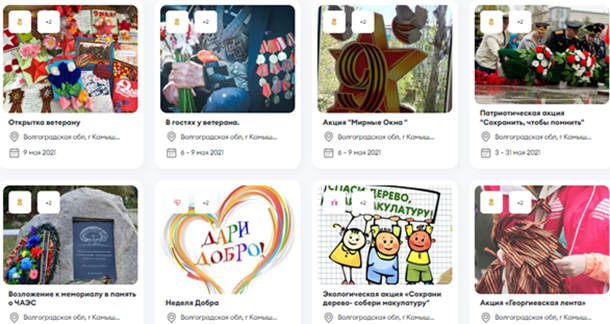 +2
+2
+2
+2
Открытка ветерану
Волгоградская обл, г Камыш...
9 мая 2021
В гостях у ветерана.
Волгоградская обл, г Камыш...
6 – 9 мая 2021
Акция "Мирные Окна "
Волгоградская обл, г Камыш...
6 – 9 мая 2021
Патриотическая акция
"Сохранить, чтобы помнить"
Волгоградская обл, г Камыш...
3 – 31 мая 2021
+2
+2
ДАРИ
ДОБРО!
+2
СПАСИ ДЕРЕВО,
МАКУЛАТУРУ!
+2
Возложение к мемориалу в память
о ЧАЭС
Волгоградская обл, г Камыш...
Неделя Добра
Волгоградская обл, г Камыш...
Экологическая акция «Сохрани
дерево- собери макулатуру"
Волгоградская обл, г Камыш...
Акция «Георгиевская лента»
Волгоградская обл, г Камыш...